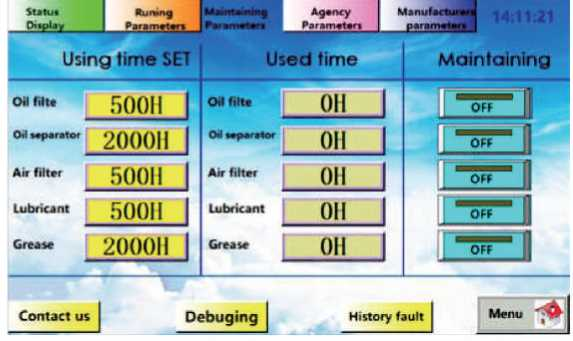 Status Display
Runing Parameters
Maintaining Parameters
Agency Parameters
Manufacturers parameters
14:11:21
Using time SET
Used time
Maintaining
Oil filte 500H Oil filte 0H OFF
Oil separator 2000H Oil separator 0H OFF
Air filter 500H Air filter 0H OFF
Lubricant 500H Lubricant 0H OFF
Grease 2000H Grease 0H OFF
Contact us
Debuging
History fault
Menu